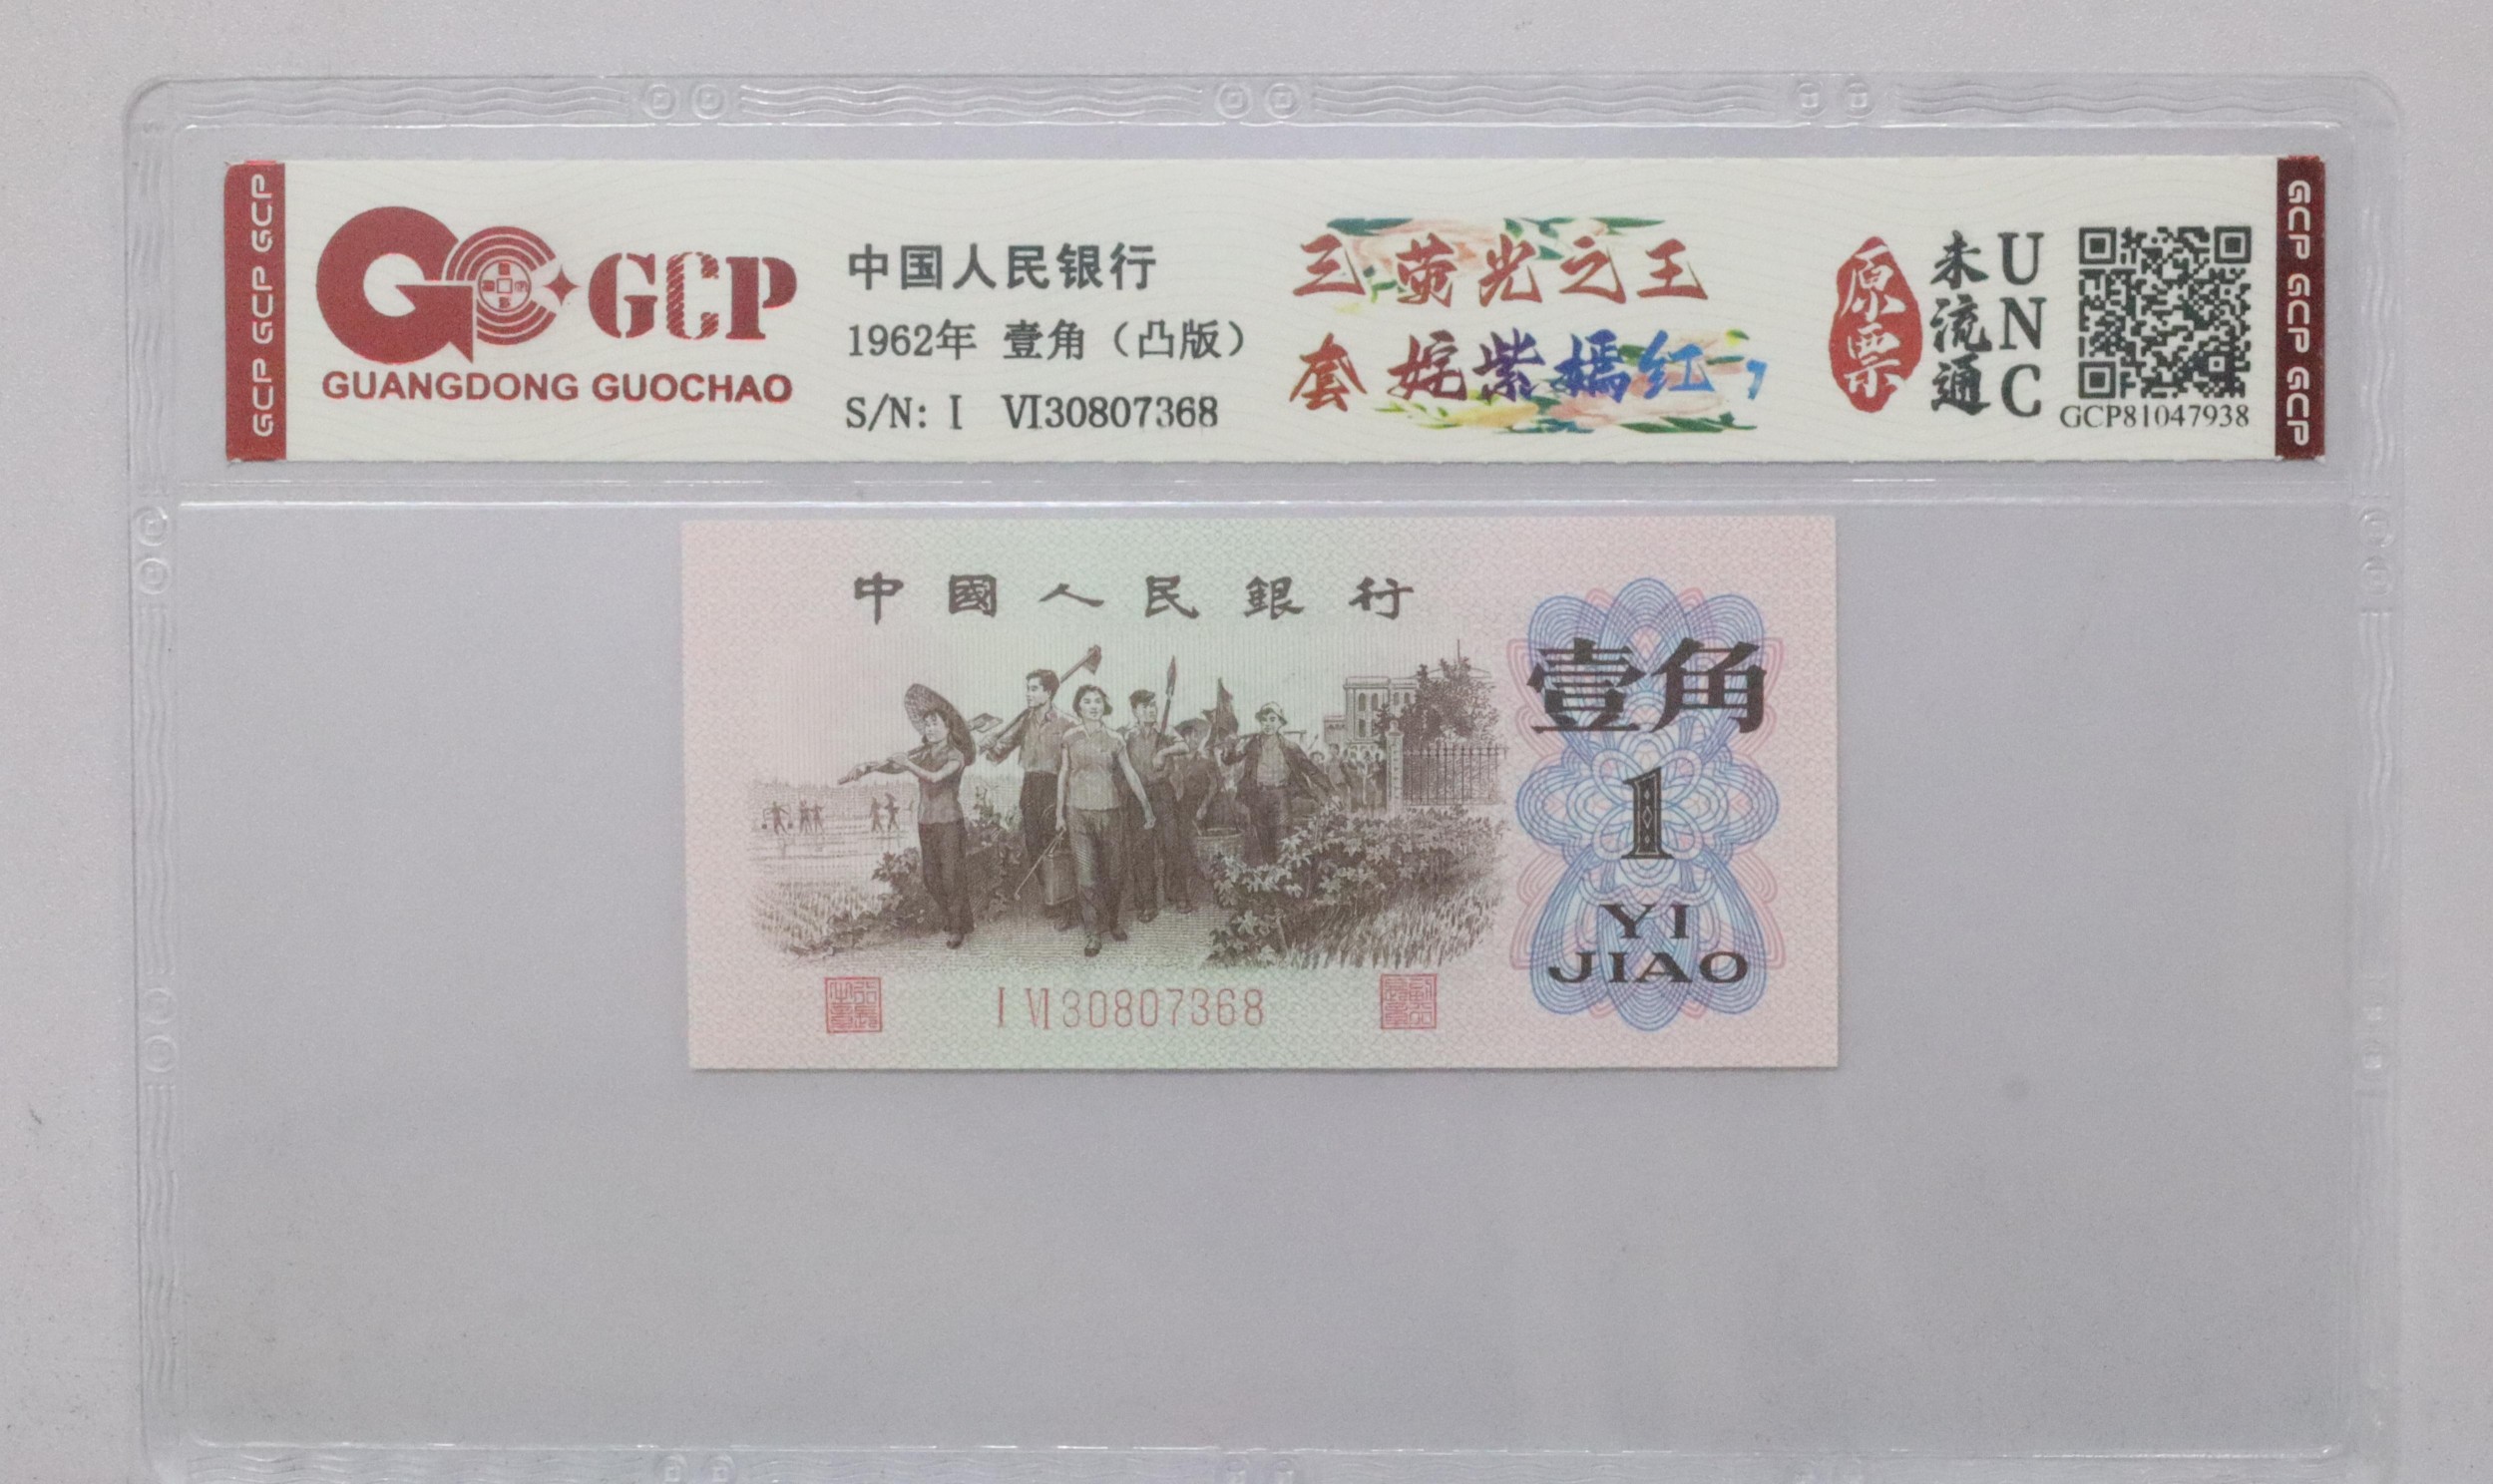 GCP GCP GCP
GCP
GUANGDONG GUOCHAO
中国人民银行
1962年 壹角（凸版）
S/N: I VI30807368
三荧光之王
套姹紫嫣红
原票
未流通
UNC
GCP81047938
GCP GCP GCP
中國人民銀行
壹角
1
YI
JIAO
I VI 30807368